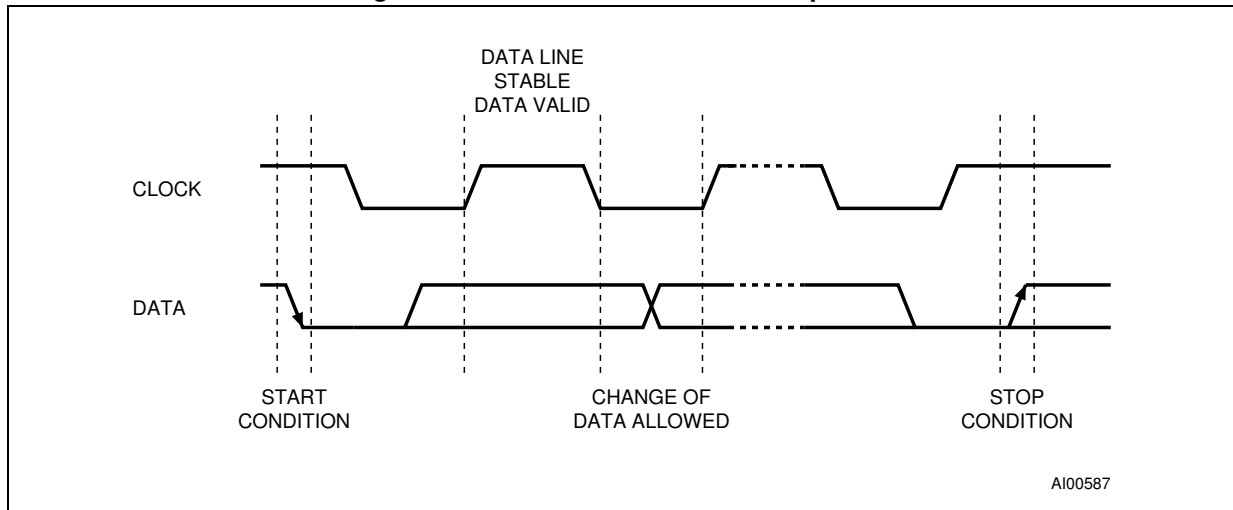 DATA LINE
STABLE
DATA VALID
CLOCK
DATA
START
CONDITION
CHANGE OF
DATA ALLOWED
STOP
CONDITION
AI00587